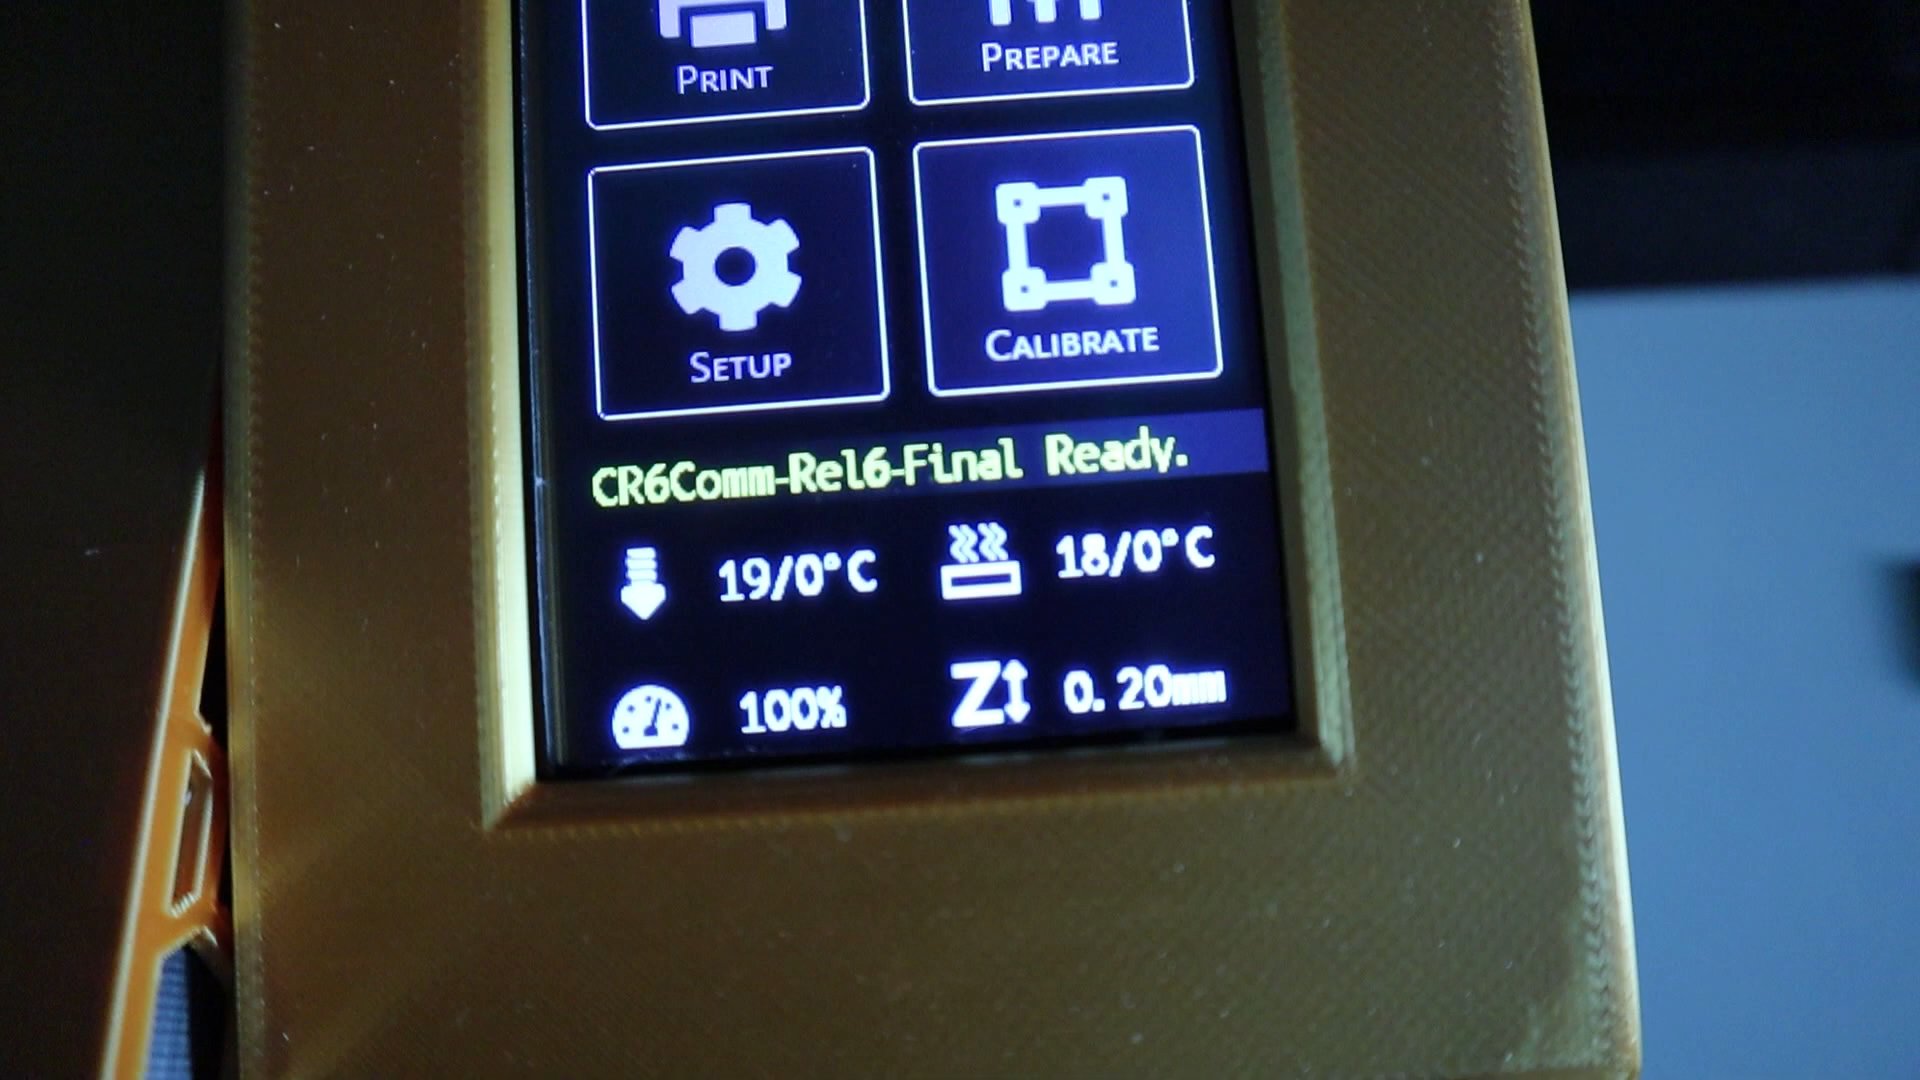 PRINT
PREPARE
SETUP
CALIBRATE
CR6Comm-Rel6-Final Ready.
19/0°C
18/0°C
100%
Z 0.20mm